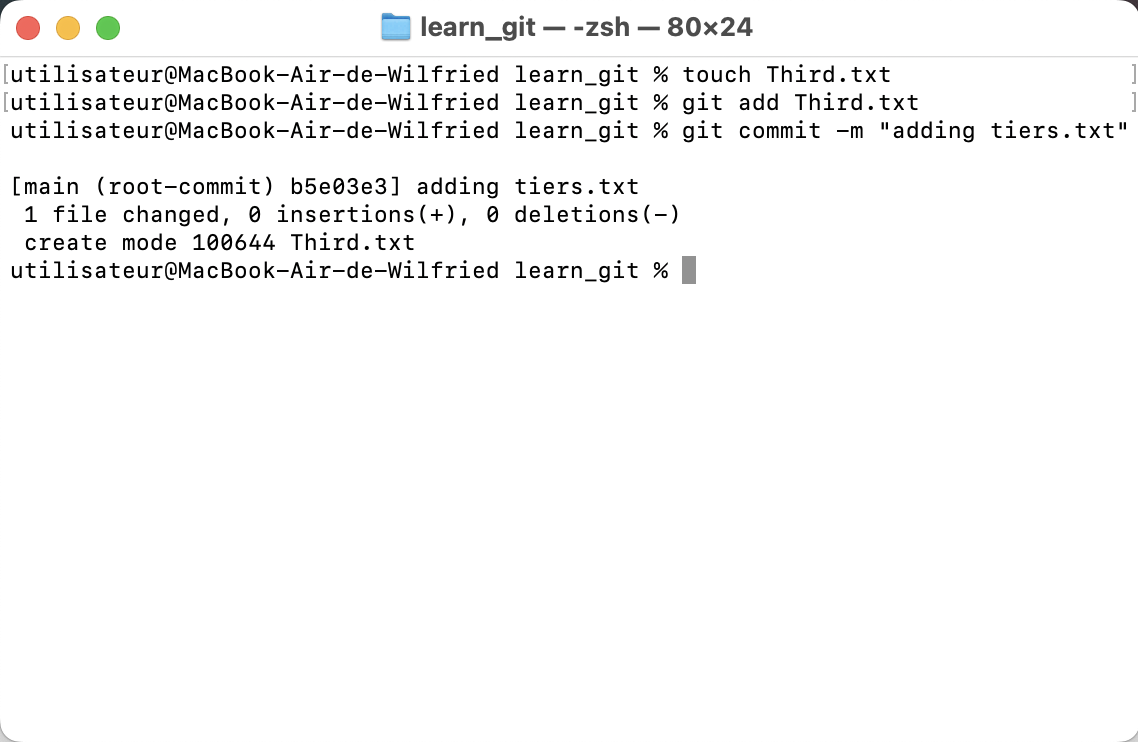 learn_git — -zsh — 80×24
[utilisateur@MacBook-Air-de-Wilfried learn_git % touch Third.txt ]
[utilisateur@MacBook-Air-de-Wilfried learn_git % git add Third.txt ]
utilisateur@MacBook-Air-de-Wilfried learn_git % git commit -m "adding tiers.txt"
[main (root-commit) b5e03e3] adding tiers.txt
1 file changed, 0 insertions(+), 0 deletions(-)
create mode 100644 Third.txt
utilisateur@MacBook-Air-de-Wilfried learn_git %